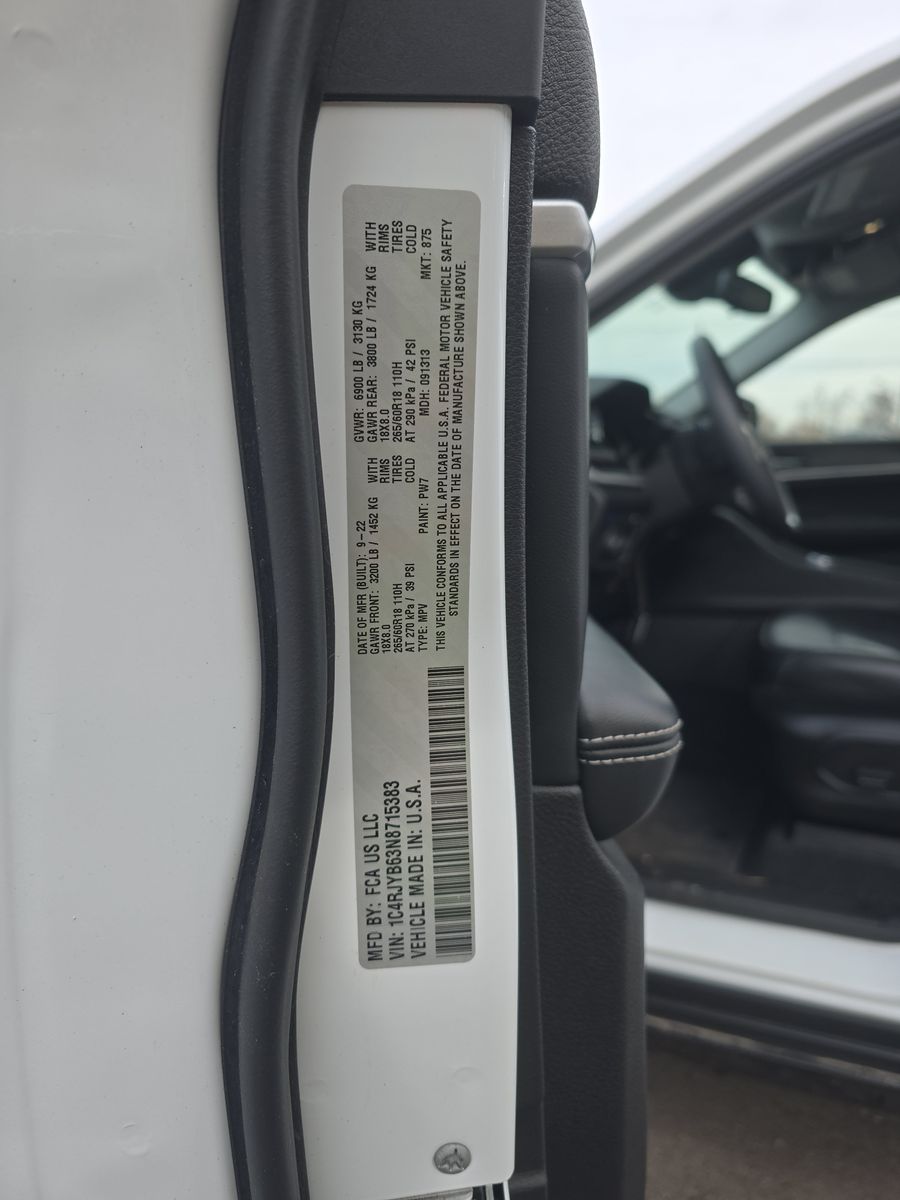 MFD BY: FCA US LLC
VIN: 1C4RJYB63N8715383
VEHICLE MADE IN: U.S.A.
DATE OF MFR (BUILT): 9-22 GVWR: 6900 LB / 3130 KG
GAWR FRONT: 3200 LB / 1452 KG WITH GAWR REAR: 3800 LB / 1724 KG WITH
18X8.0 RIMS 18X8.0 RIMS
265/60R18 110H TIRES 265/60R18 110H TIRES
AT 270 kPa / 39 PSI COLD AT 290 kPa / 42 PSI COLD
TYPE: MPV PAINT: PW7 MDH: 091313 MKT: 875
THIS VEHICLE CONFORMS TO ALL APPLICABLE U.S.A. FEDERAL MOTOR VEHICLE SAFETY
STANDARDS IN EFFECT ON THE DATE OF MANUFACTURE SHOWN ABOVE.